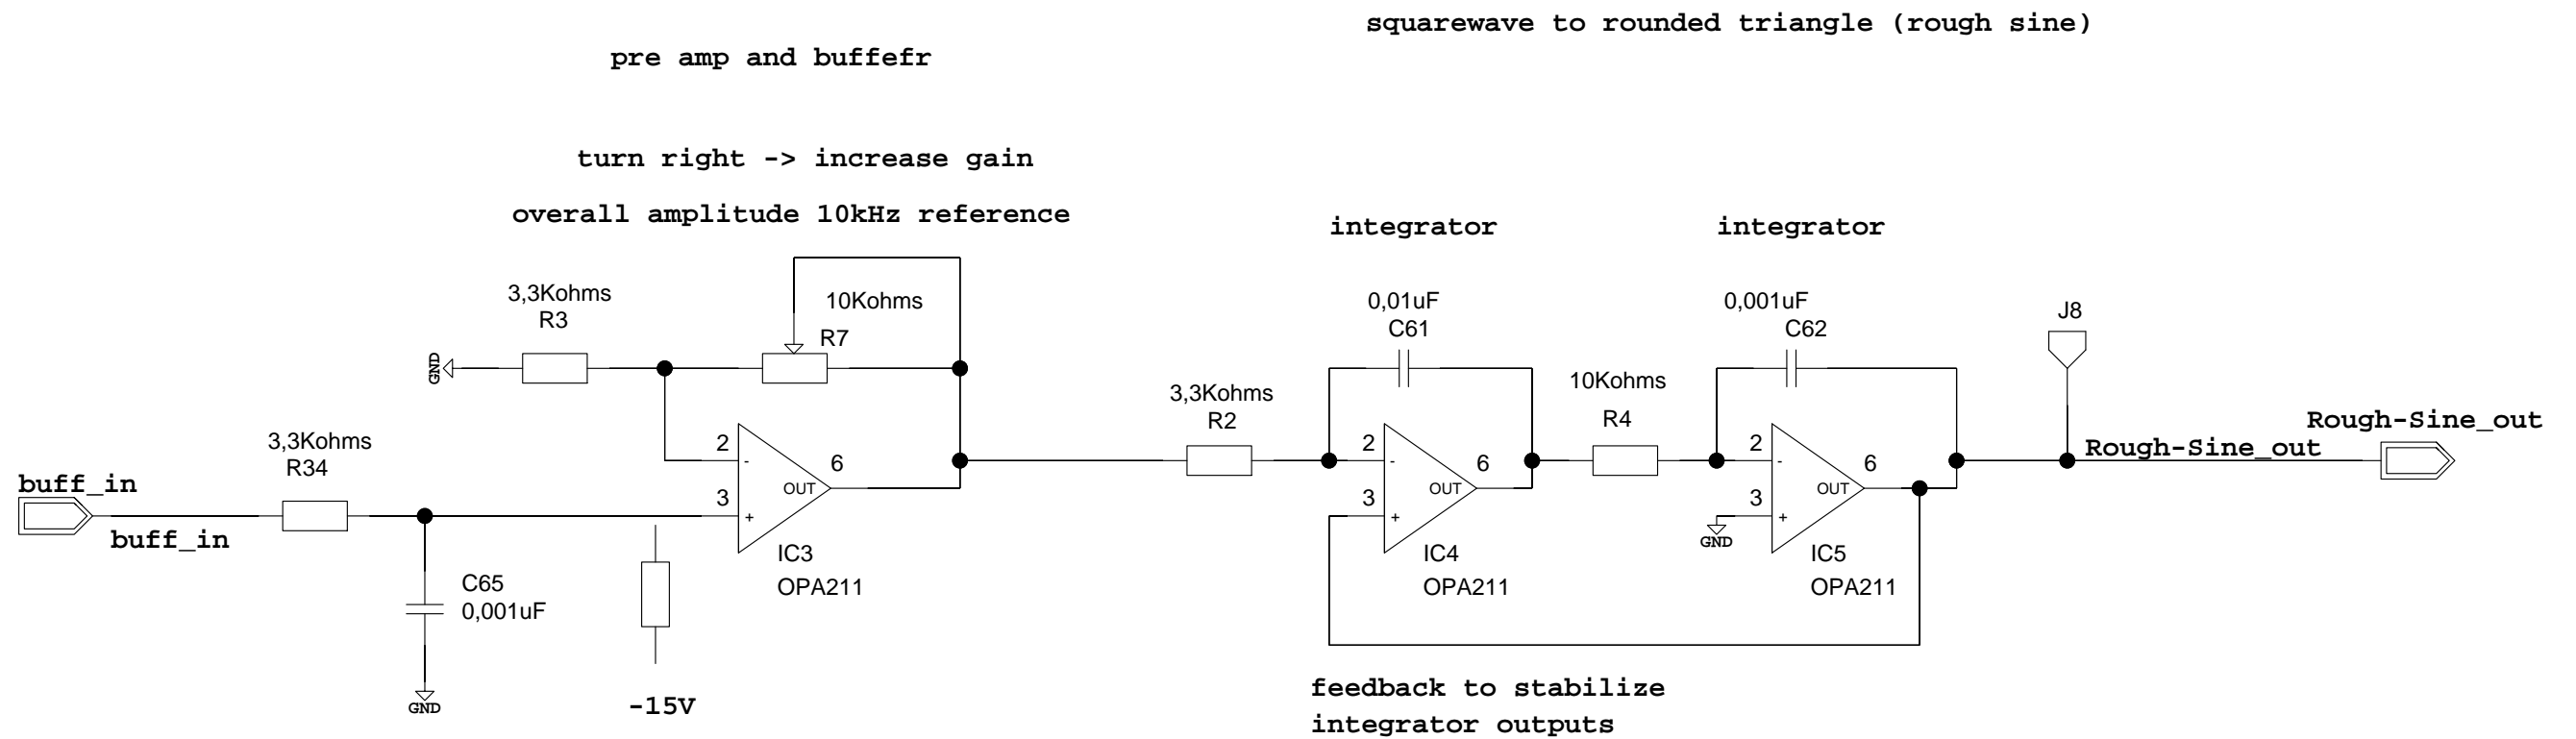 squarewave to rounded triangle (rough sine)
pre amp and buffefr
turn right -> increase gain
overall amplitude 10kHz reference
integrator
integrator
3,3Kohms
R3
10Kohms
R7
GND
0,01uF
C61
0,001uF
C62
J8
3,3Kohms
R2
10Kohms
R4
3,3Kohms
R34
buff_in
buff_in
2
-
3
+
6
OUT
IC3
OPA211
2
-
3
+
6
OUT
IC4
OPA211
2
-
3
+
6
OUT
IC5
OPA211
GND
Rough-Sine_out
Rough-Sine_out
C65
0,001uF
GND
-15V
feedback to stabilize
integrator outputs